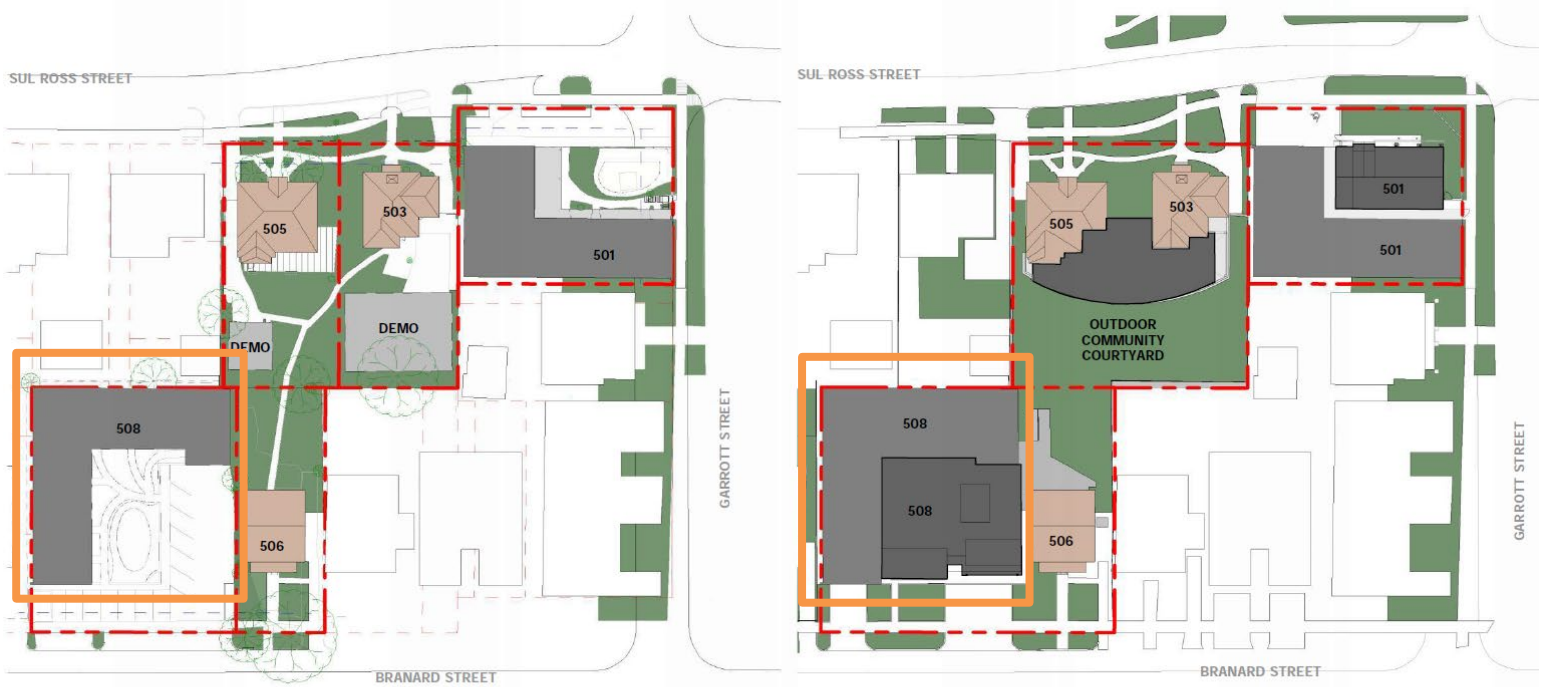 SUL ROSS STREET
505
503
501
DEMO
DEMO
508
506
GARROTT STREET
BRANARD STREET
SUL ROSS STREET
501
505
503
501
OUTDOOR
COMMUNITY
COURTYARD
508
508
506
GARROTT STREET
BRANARD STREET